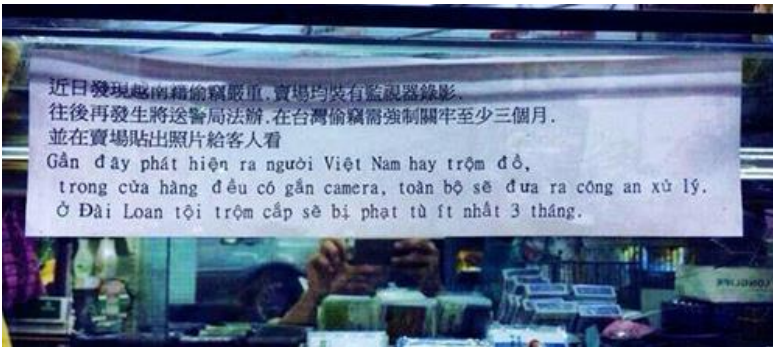 近日發現越南籍偷竊嚴重.賣場均裝有監視器錄影.
往後再發生將送警局法辦.在台灣偷竊需強制關牢至少三個月.
並在賣場貼出照片給客人看
Gần đây phát hiện ra người Việt Nam hay trộm đồ,
trong cửa hàng đều có gắn camera, toàn bộ sẽ đưa ra công an xử lý.
ở Đài Loan tội trộm cắp sẽ bị phạt tù ít nhất 3 tháng.